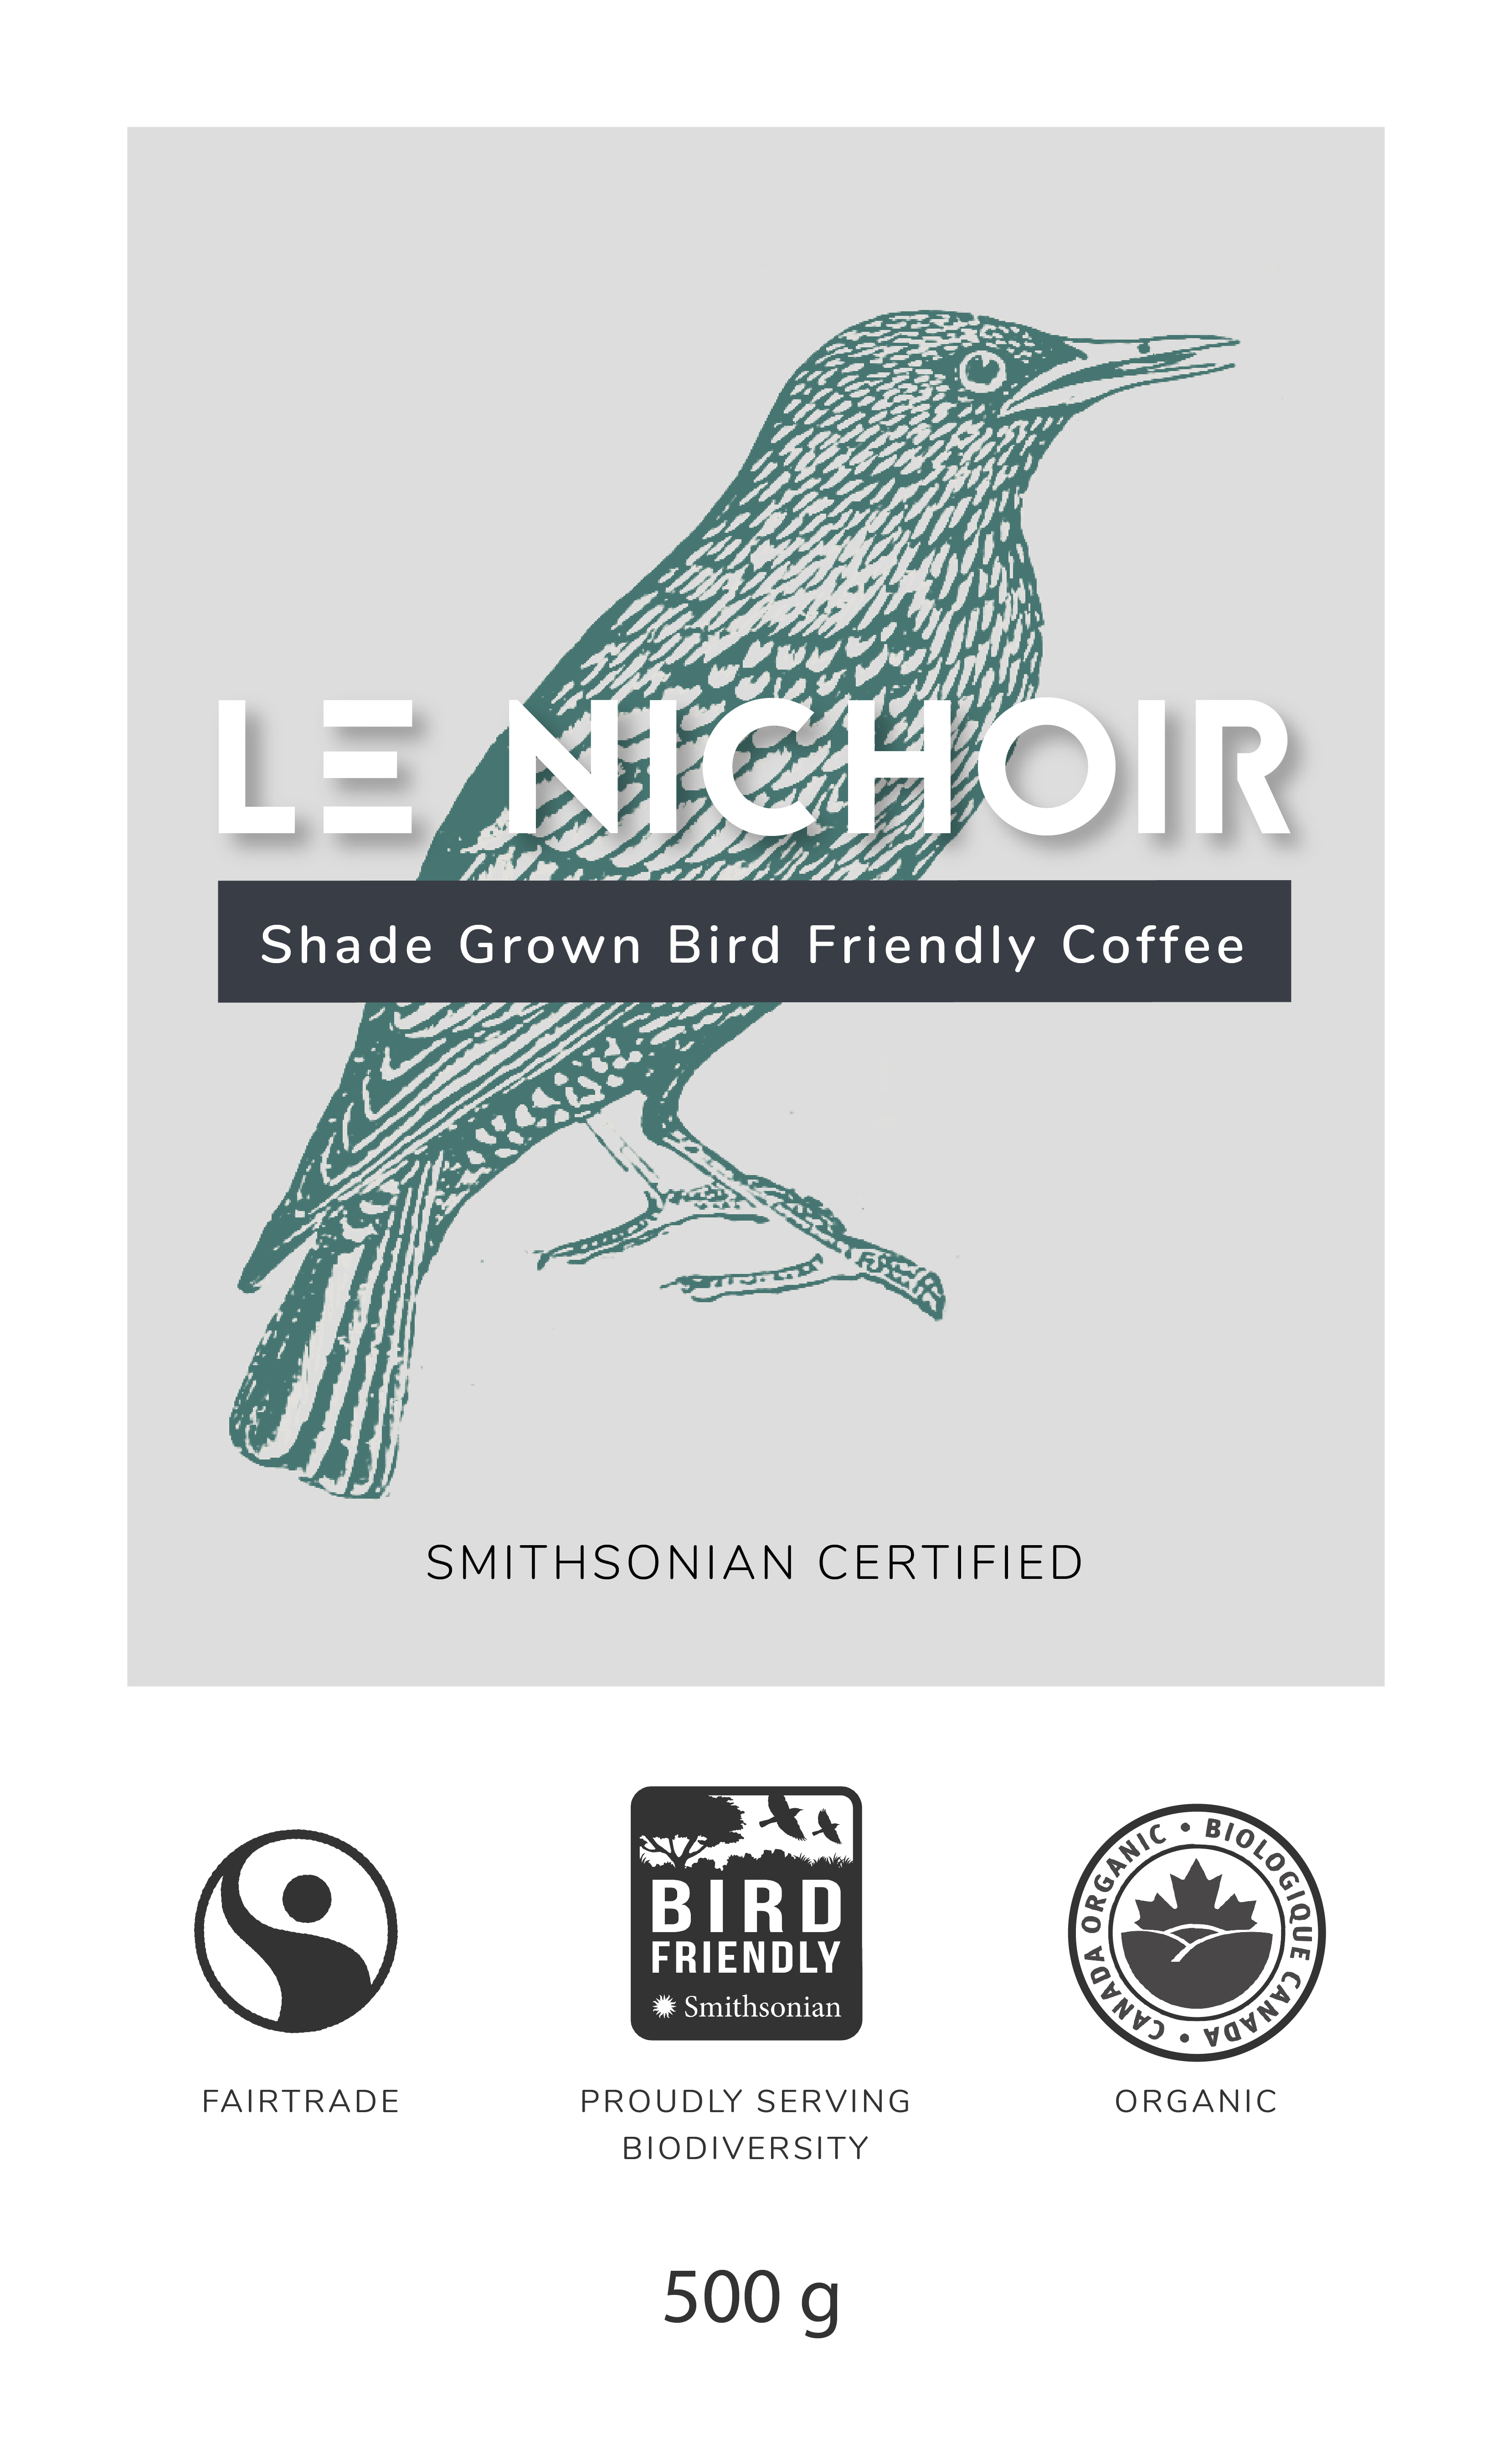 LE NICHOIR
Shade Grown Bird Friendly Coffee
SMITHSONIAN CERTIFIED
BIRD
FRIENDLY
Smithsonian
CANADA ORGANIC • BIOLOGIQUE CANADA •
FAIRTRADE
PROUDLY SERVING
BIODIVERSITY
ORGANIC
500 g